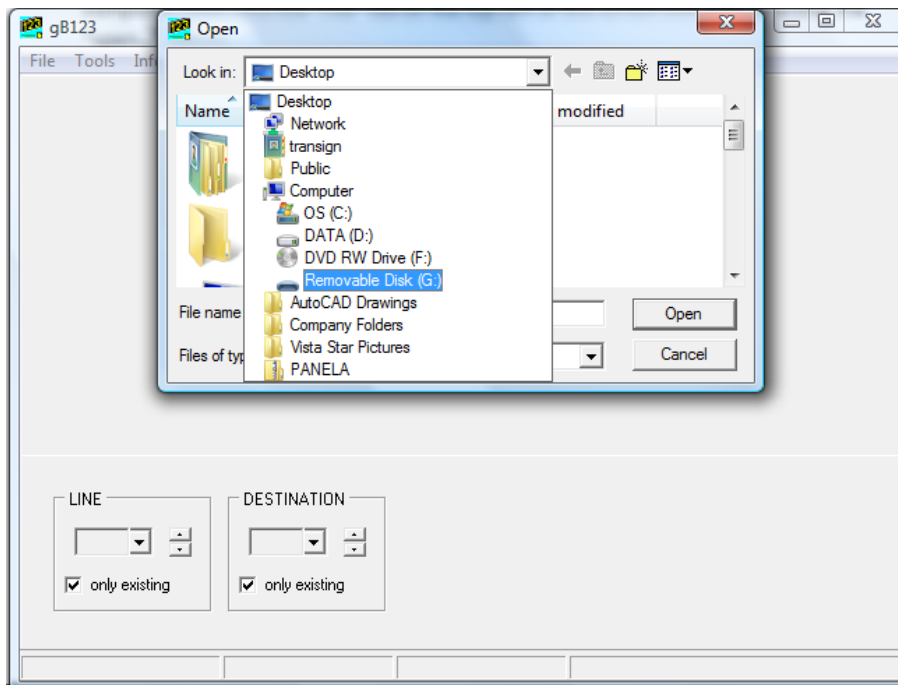 gB123
Open
File Tools Inf
Look in: Desktop
Name modified
Desktop
Network
transign
Public
Computer
OS (C:)
DATA (D:)
DVD RW Drive (F:)
Removable Disk (G:)
AutoCAD Drawings
Company Folders
Vista Star Pictures
PANELA
File name
Open
Files of typ
Cancel
LINE
DESTINATION
only existing
only existing